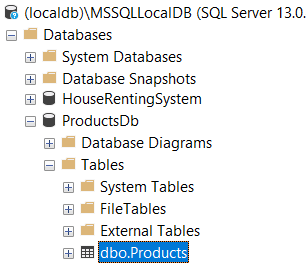 (localdb)\MSSQLLocalDB (SQL Server 13.0.
Databases
System Databases
Database Snapshots
HouseRentingSystem
ProductsDb
Database Diagrams
Tables
System Tables
FileTables
External Tables
dbo.Products